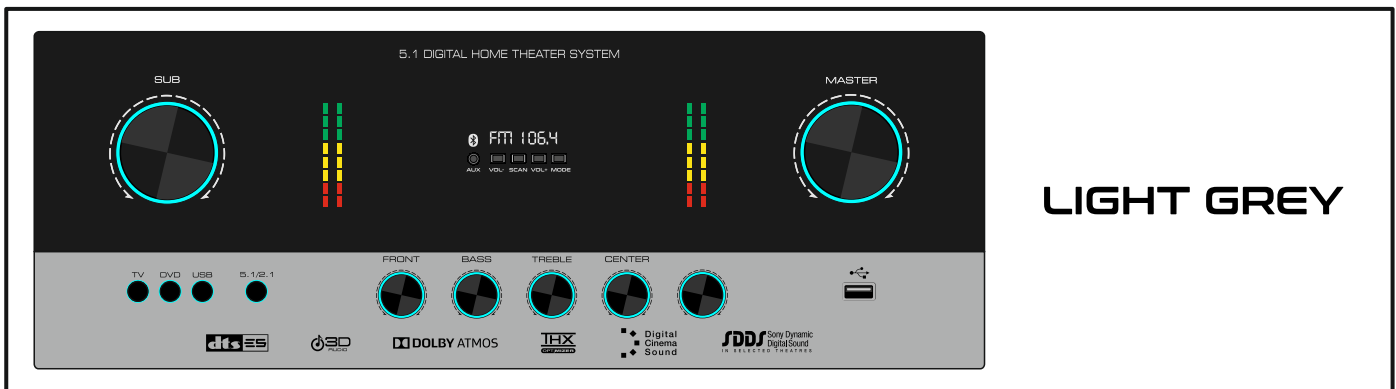 5.1 DIGITAL HOME THEATER SYSTEM
SUB
MASTER
FM 106.4
AUX VOL- SCAN VOL+ MODE
LIGHT GREY
FRONT BASS TREBLE CENTER
TV DVD USB 5.1/2.1
dts ES
3D
AUDIO
DOLBY ATMOS
THX
OPTIMIZER
Digital
Cinema
Sound
SDDS Sony Dynamic
Digital Sound
IN SELECTED THEATRES